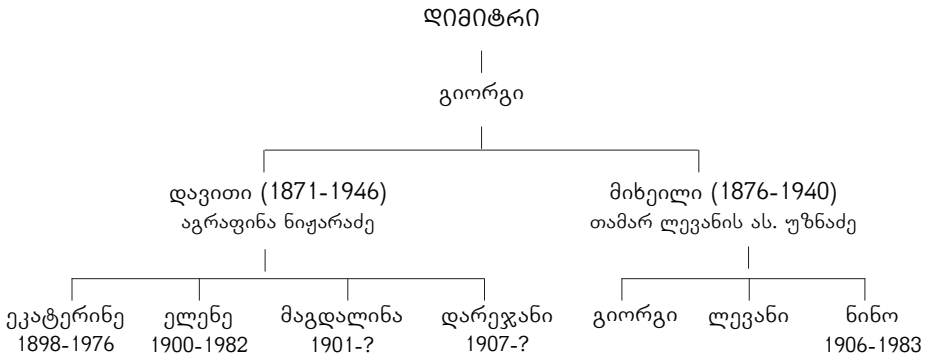 დიმიტრი
გიორგი
დავითი (1871-1946)
აგრაფინა ნიჟარაძე
მიხეილი (1876-1940)
თამარ ლევანის ას. უზნაძე
ეკატერინე
1898-1976
ელენე
1900-1982
მაგდალინა
1901-?
დარეჯანი
1907-?
გიორგი
ლევანი
ნინო
1906-1983